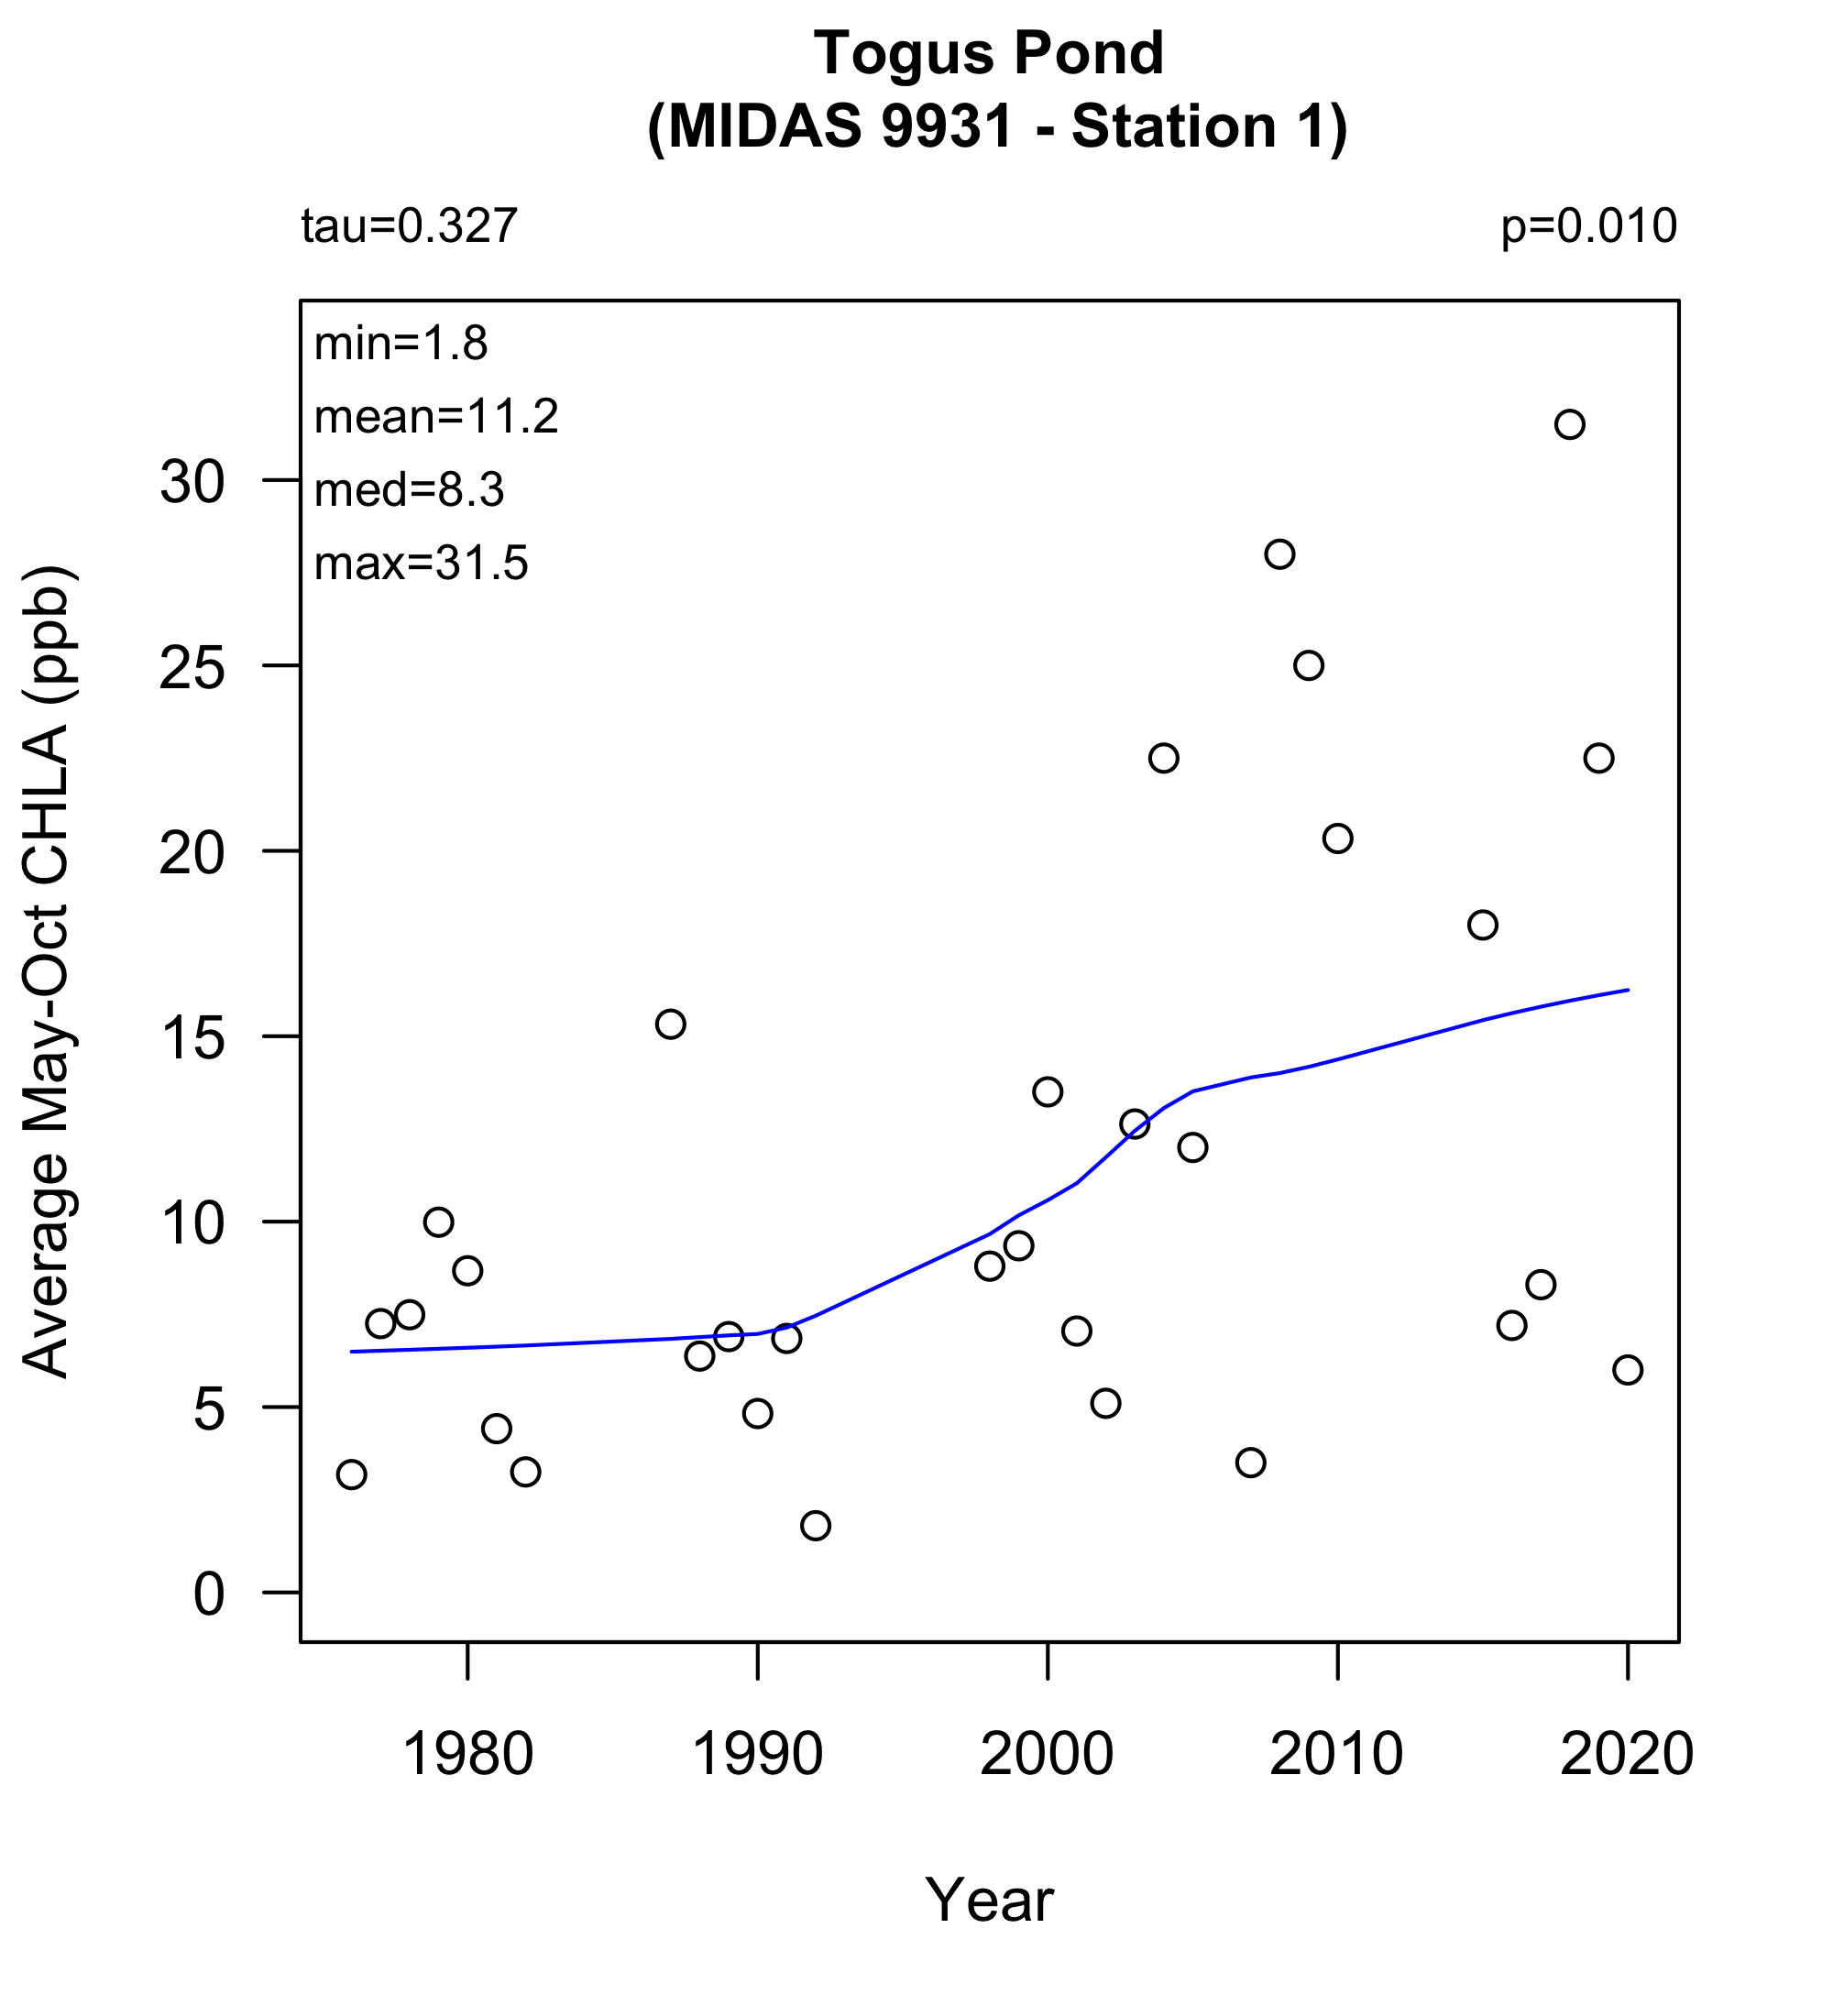 Togus Pond
(MIDAS 9931 - Station 1)
tau=0.327
p=0.010
min=1.8
mean=11.2
med=8.3
max=31.5
Average May-Oct CHLA (ppb)
30
25
20
15
10
5
0
1980
1990
2000
2010
2020
Year